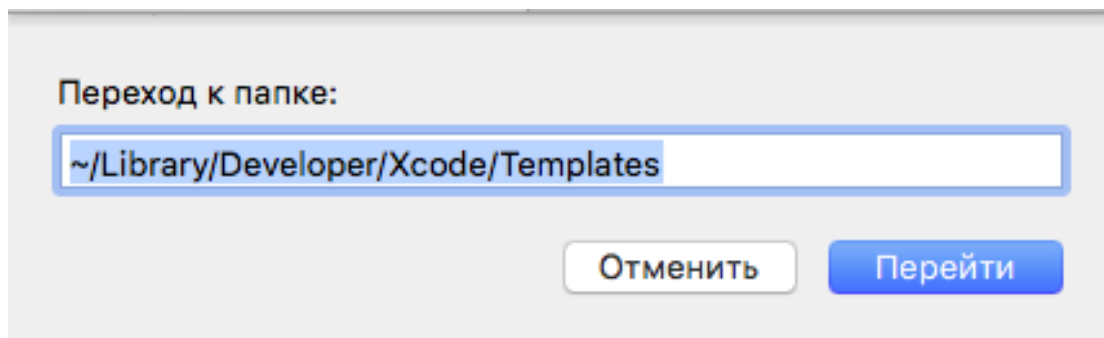 Переход к папке:
~/Library/Developer/Xcode/Templates
Отменить Перейти